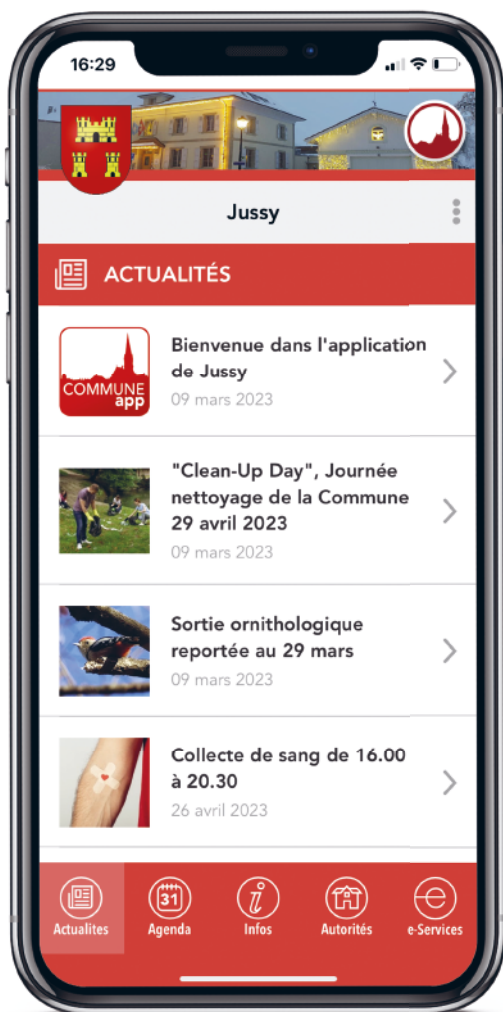 16:29
Jussy
ACTUALITÉS
COMMUNE
app
Bienvenue dans l'application
de Jussy
09 mars 2023
"Clean-Up Day", Journée
nettoyage de la Commune
29 avril 2023
09 mars 2023
Sortie ornithologique
reportée au 29 mars
09 mars 2023
Collecte de sang de 16.00
à 20.30
26 avril 2023
31
Actualites
Agenda
Infos
Autorités
e-Services